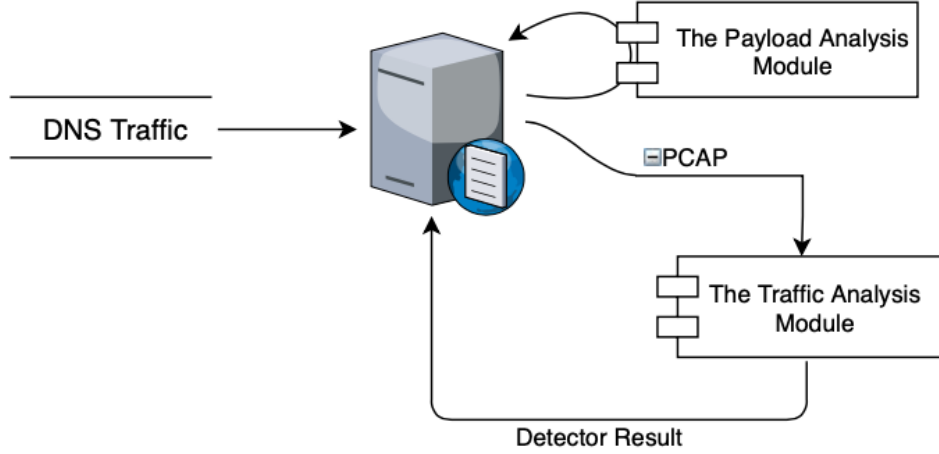 The Payload Analysis
Module
DNS Traffic
PCAP
The Traffic Analysis
Module
Detector Result